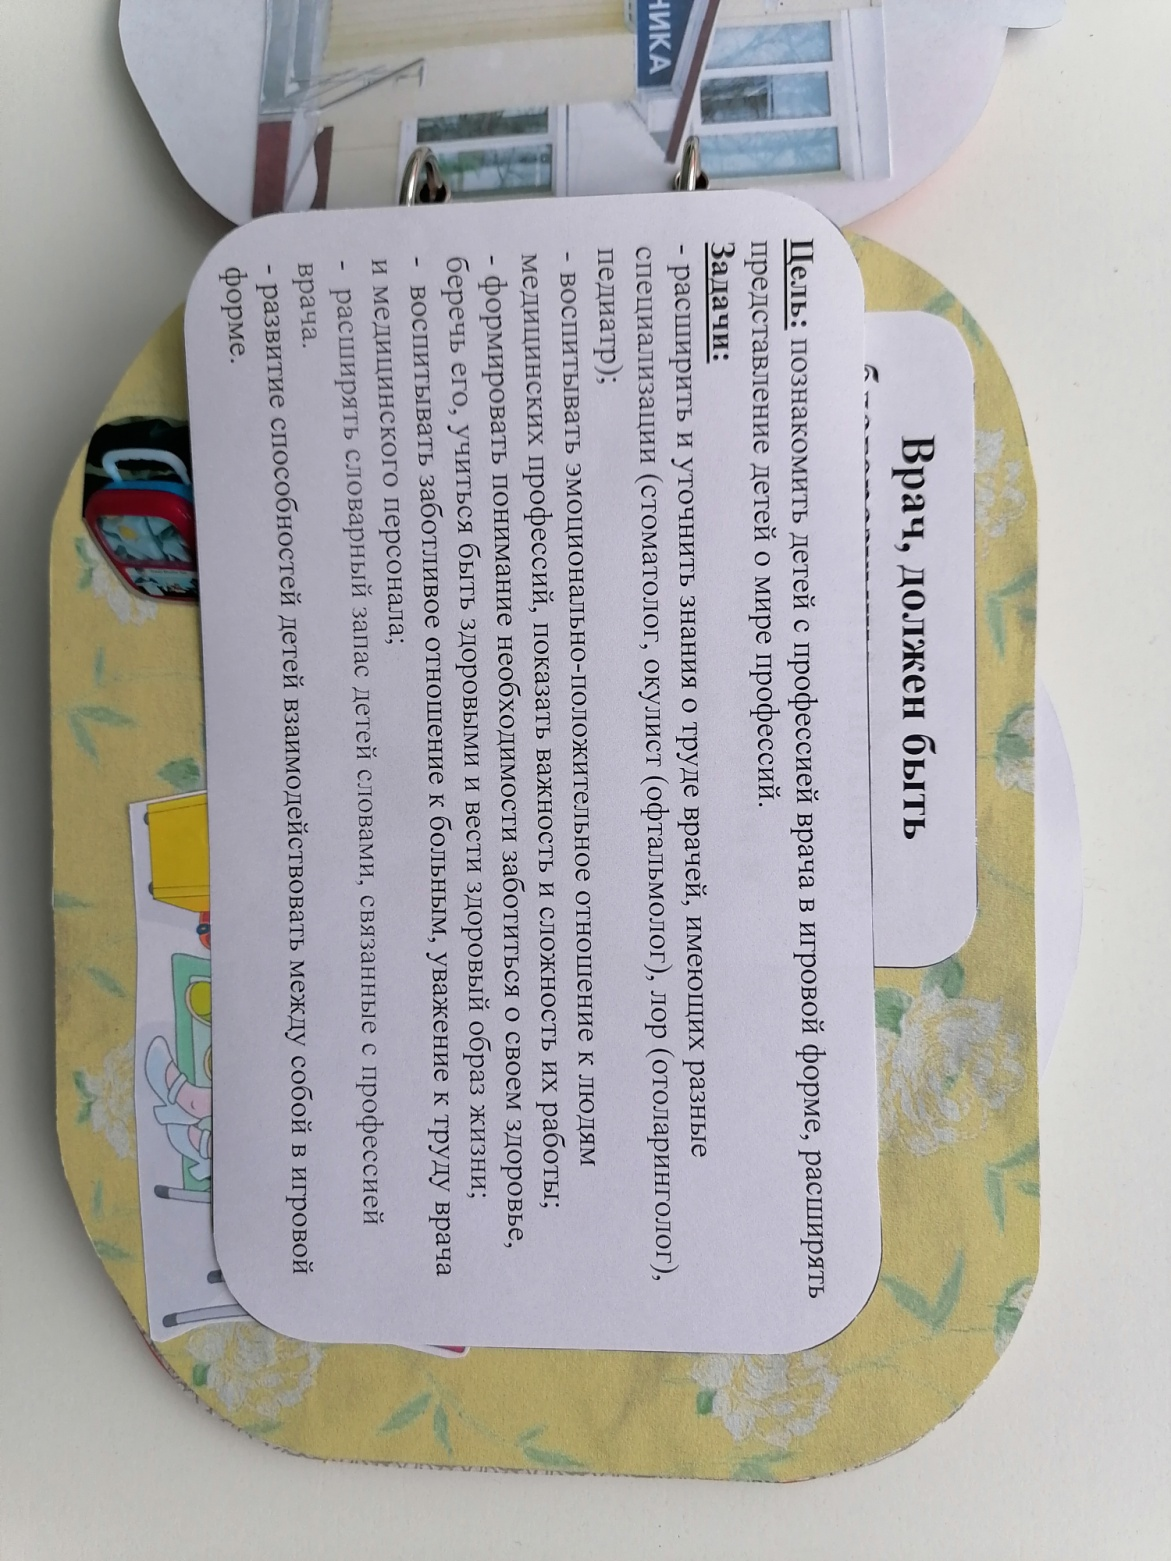 НИКА
Врач, должен быть
Цель: познакомить детей с профессией врача в игровой форме, расширять
представление детей о мире профессий.
Задачи:
- расширить и уточнить знания о труде врачей, имеющих разные
специализации (стоматолог, окулист (офтальмолог), лор (отоларинголог),
педиатр);
- воспитывать эмоционально-положительное отношение к людям
медицинских профессий, показать важность и сложность их работы;
- формировать понимание необходимости заботиться о своем здоровье,
беречь его, учиться быть здоровыми и вести здоровый образ жизни;
- воспитывать заботливое отношение к больным, уважение к труду врача
и медицинского персонала;
- расширять словарный запас детей словами, связанные с профессией
врача.
- развитие способностей детей взаимодействовать между собой в игровой
форме.